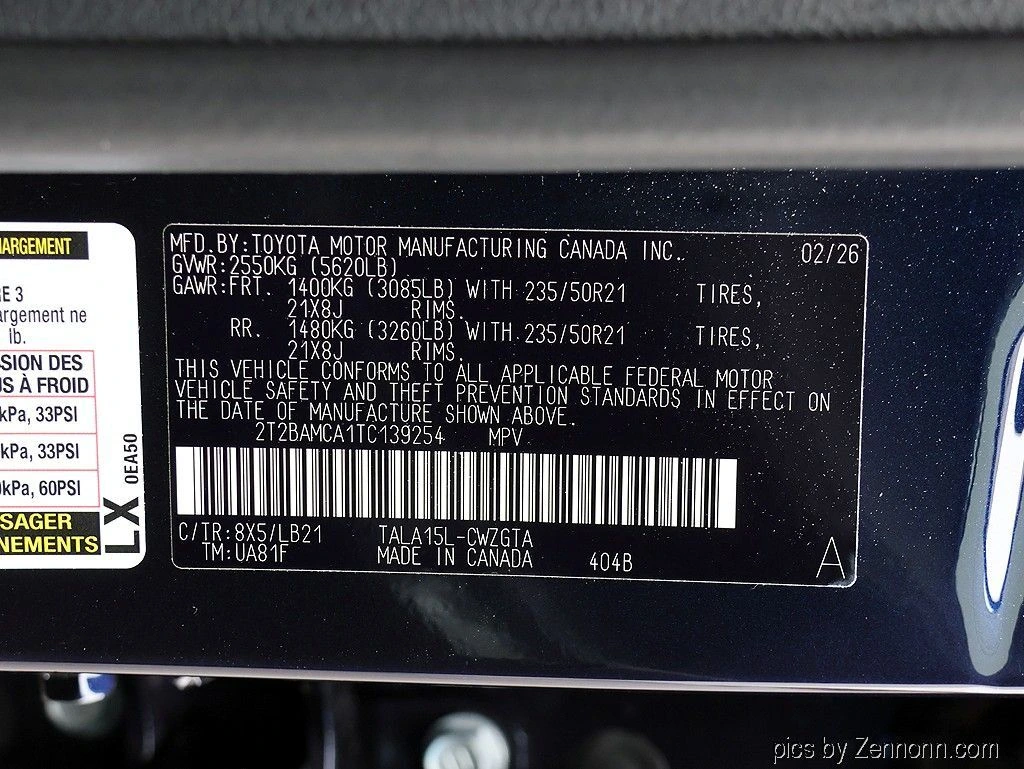 ARGEMENT
E 3
argement ne
lb.
SION DES
S À FROID
kPa, 33PSI
kPa, 33PSI
kPa, 60PSI
SAGER
NEMENTS
LX
0EA50
MFD.BY:TOYOTA MOTOR MANUFACTURING CANADA INC. 02/26
GVWR:2550KG (5620LB)
GAWR:FRT. 1400KG (3085LB) WITH 235/50R21 TIRES,
21X8J RIMS.
RR. 1480KG (3260LB) WITH 235/50R21 TIRES,
21X8J RIMS.
THIS VEHICLE CONFORMS TO ALL APPLICABLE FEDERAL MOTOR
VEHICLE SAFETY AND THEFT PREVENTION STANDARDS IN EFFECT ON
THE DATE OF MANUFACTURE SHOWN ABOVE.
2T2BAMCA1TC139254 MPV
C/TR:8X5/LB21 TALA15L-CWZGTA
TM:UA81F MADE IN CANADA 404B
A
pics by Zennonn.com